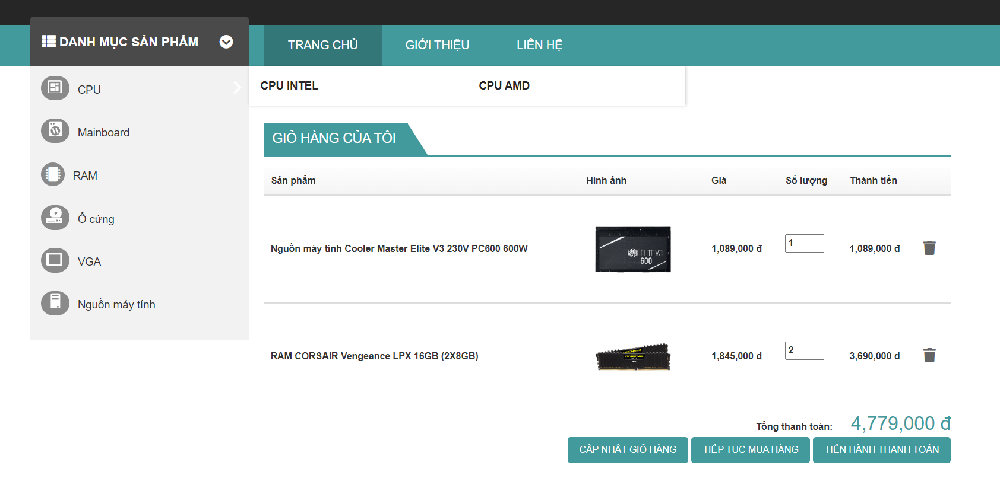 DANH MỤC SẢN PHẨM
TRANG CHỦ
GIỚI THIỆU
LIÊN HỆ
CPU
Mainboard
RAM
Ổ cứng
VGA
Nguồn máy tính
CPU INTEL
CPU AMD
GIỎ HÀNG CỦA TÔI
Sản phẩm Hình ảnh Giá Số lượng Thành tiền
Nguồn máy tính Cooler Master Elite V3 230V PC600 600W
COOLER MASTER ELITE V3
600
1,089,000 đ 1 1,089,000 đ
RAM CORSAIR Vengeance LPX 16GB (2X8GB)
VENGEANCE
LPX
1,845,000 đ 2 3,690,000 đ
Tổng thanh toán: 4,779,000 đ
CẬP NHẬT GIỎ HÀNG
TIẾP TỤC MUA HÀNG
TIẾN HÀNH THANH TOÁN